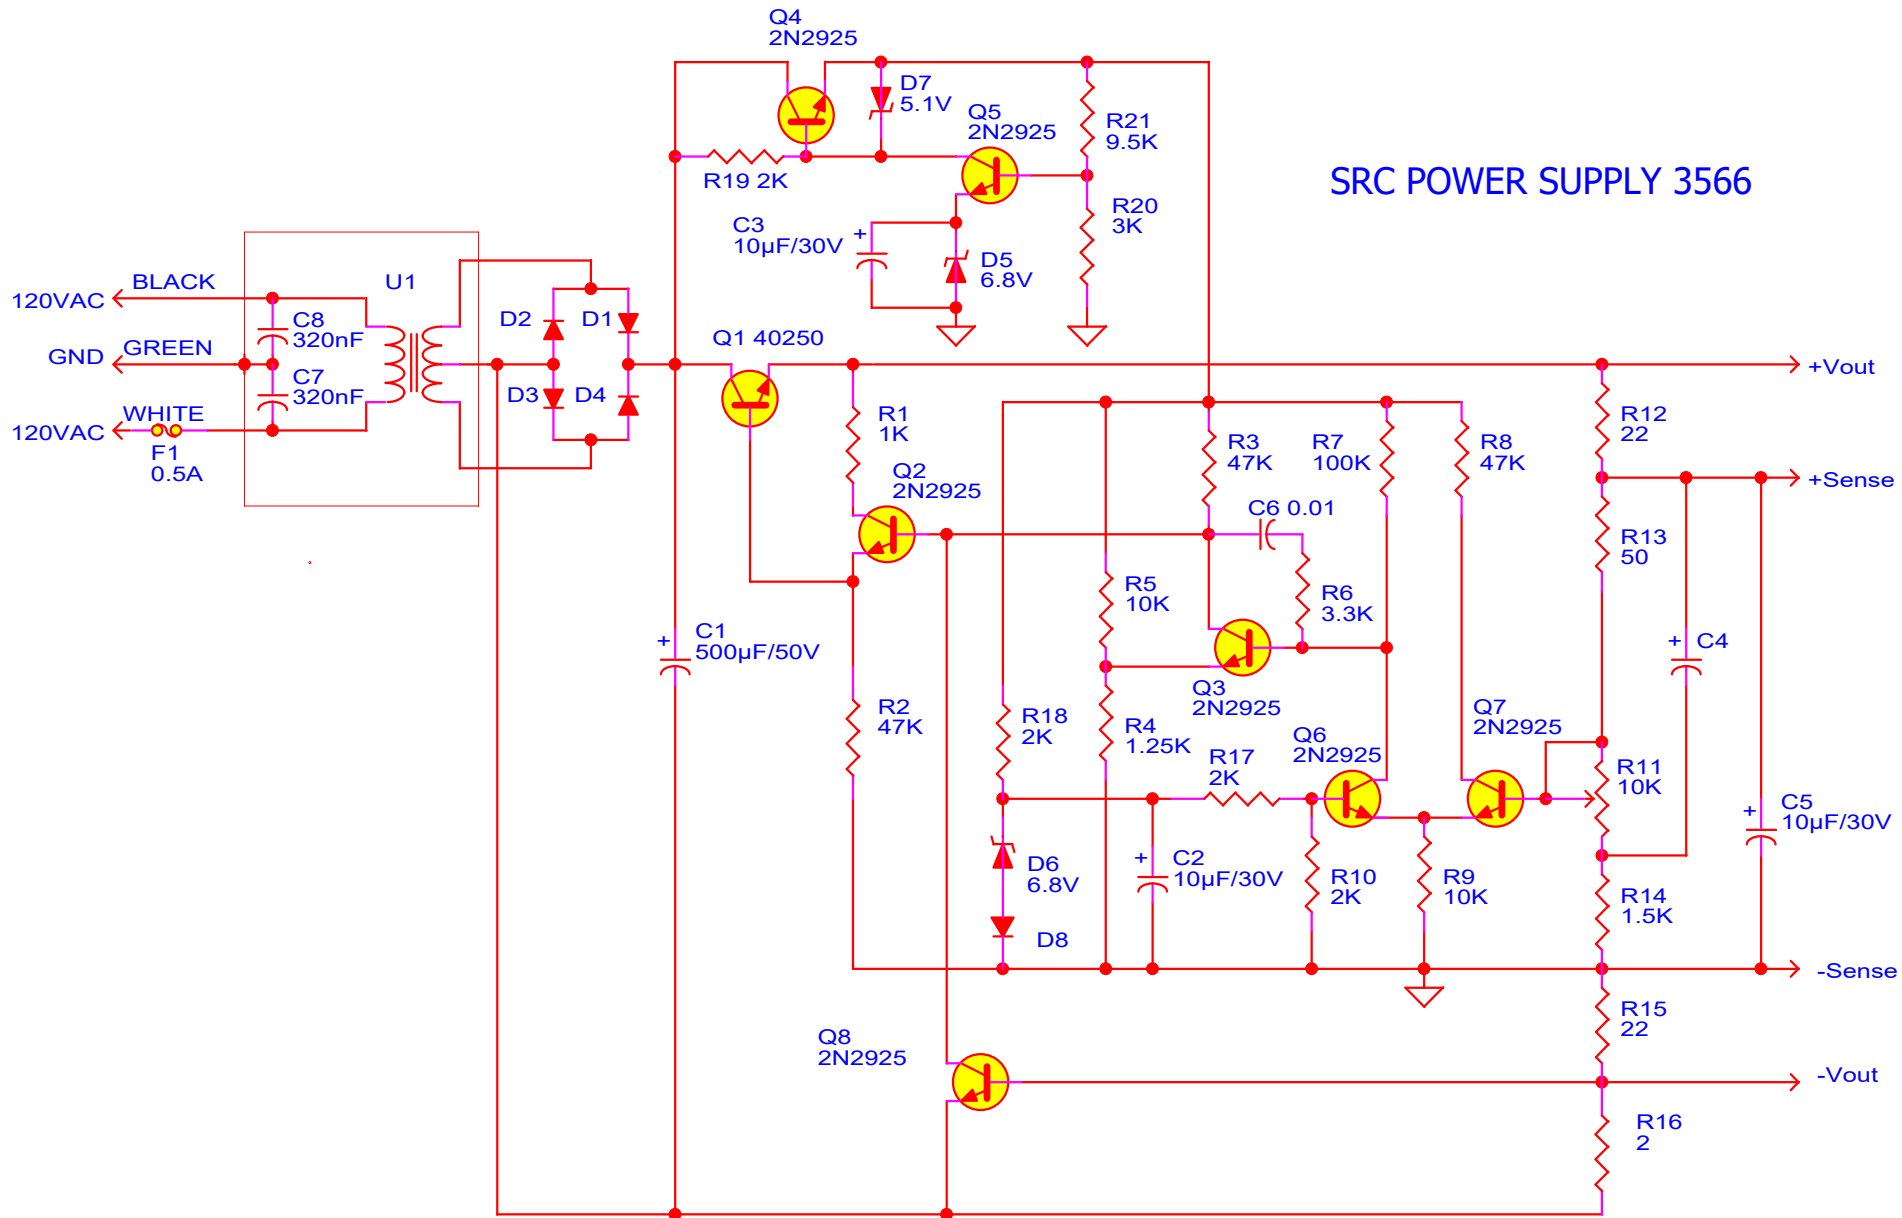 Q4
2N2925
D7
5.1V
Q5
2N2925
R21
9.5K
SRC POWER SUPPLY 3566
R19 2K
R20
3K
C3
10µF/30V
+
D5
6.8V
BLACK
120VAC
U1
C8
320nF
D2
D1
Q1 40250
GREEN
GND
+Vout
C7
320nF
D3
D4
WHITE
120VAC
F1
0.5A
R1
1K
R12
22
R3
47K
R7
100K
R8
47K
Q2
2N2925
+Sense
C6 0.01
R13
50
R5
10K
R6
3.3K
+
C1
500µF/50V
+
C4
Q3
2N2925
R2
47K
R18
2K
R4
1.25K
Q7
2N2925
Q6
2N2925
R17
2K
R11
10K
+
C5
10µF/30V
D6
6.8V
+
C2
10µF/30V
R10
2K
R9
10K
R14
1.5K
D8
-Sense
R15
22
Q8
2N2925
-Vout
R16
2